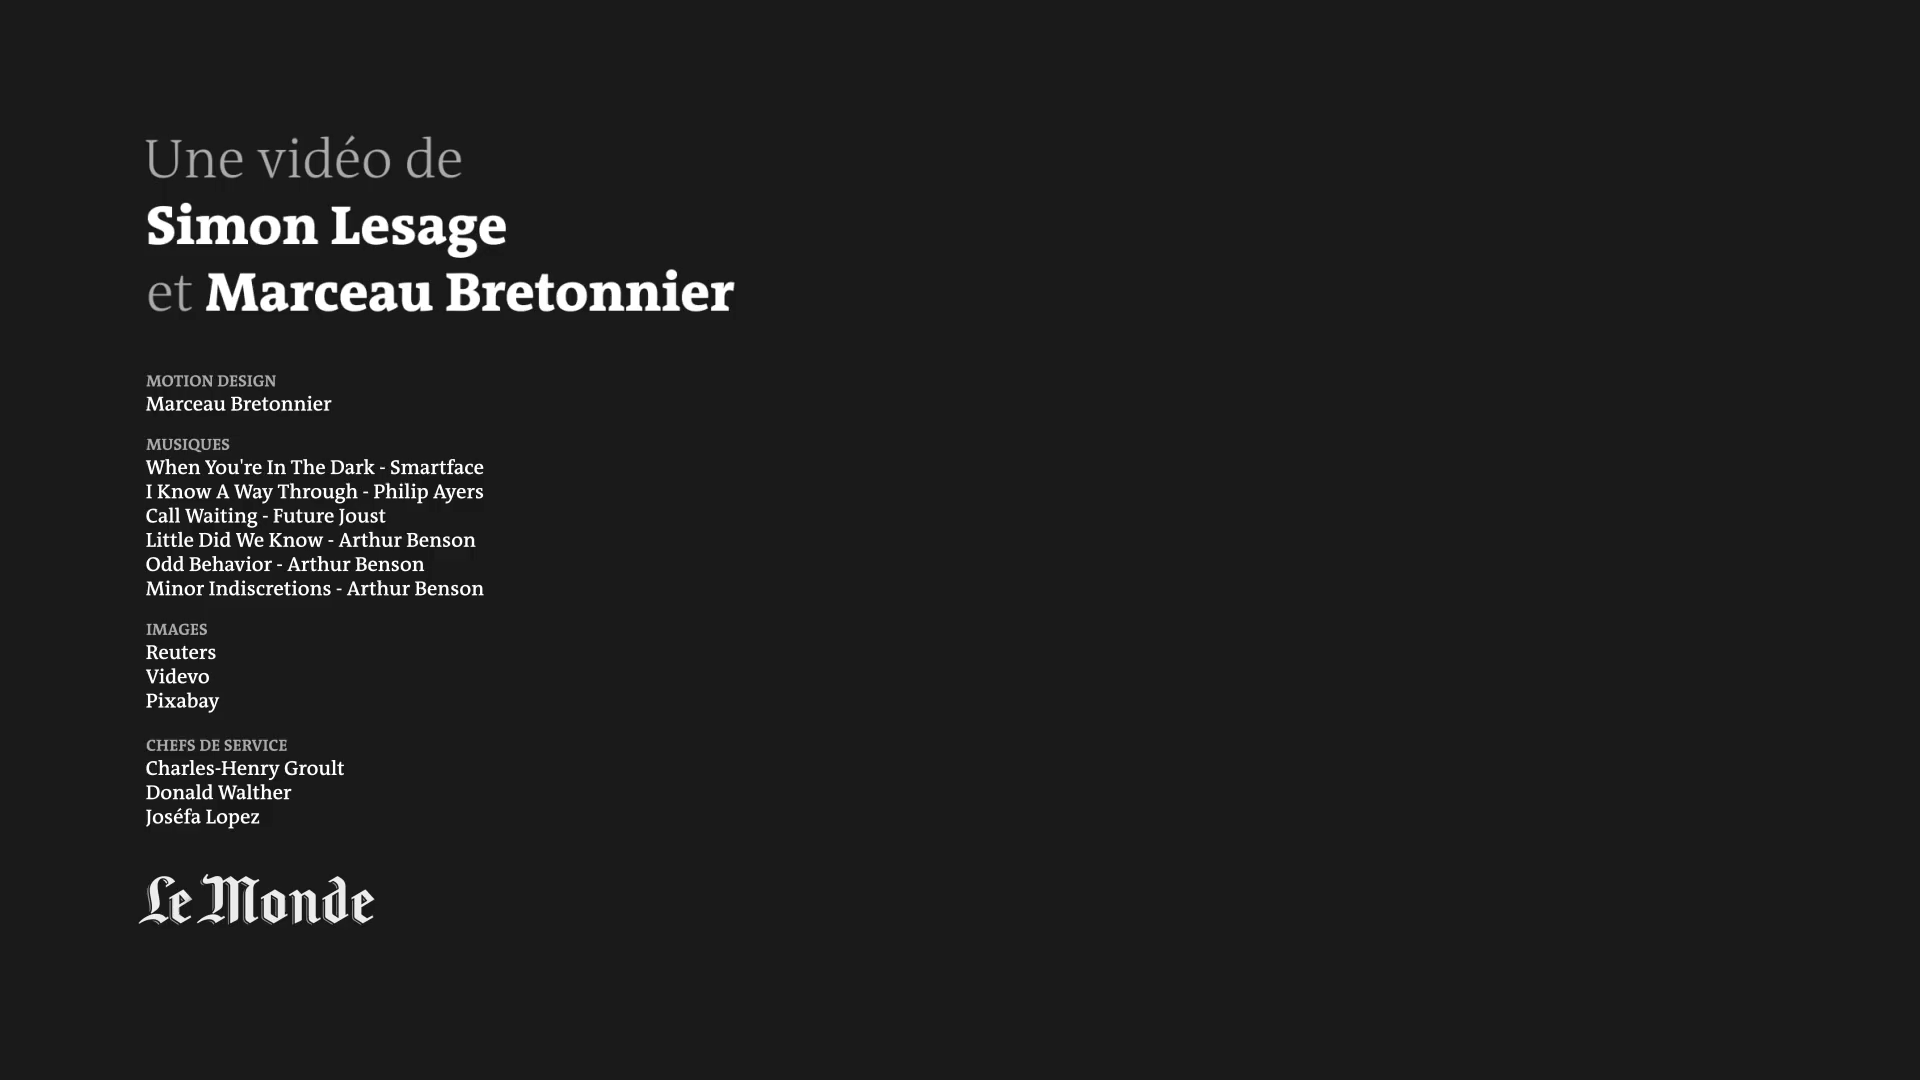 Une vidéo de
Simon Lesage
et Marceau Bretonnier
MOTION DESIGN
Marceau Bretonnier
MUSIQUES
When You're In The Dark - Smartface
I Know A Way Through - Philip Ayers
Call Waiting - Future Joust
Little Did We Know - Arthur Benson
Odd Behavior - Arthur Benson
Minor Indiscretions - Arthur Benson
IMAGES
Reuters
Videvo
Pixabay
CHEFS DE SERVICE
Charles-Henry Groult
Donald Walther
Joséfa Lopez
Le Monde